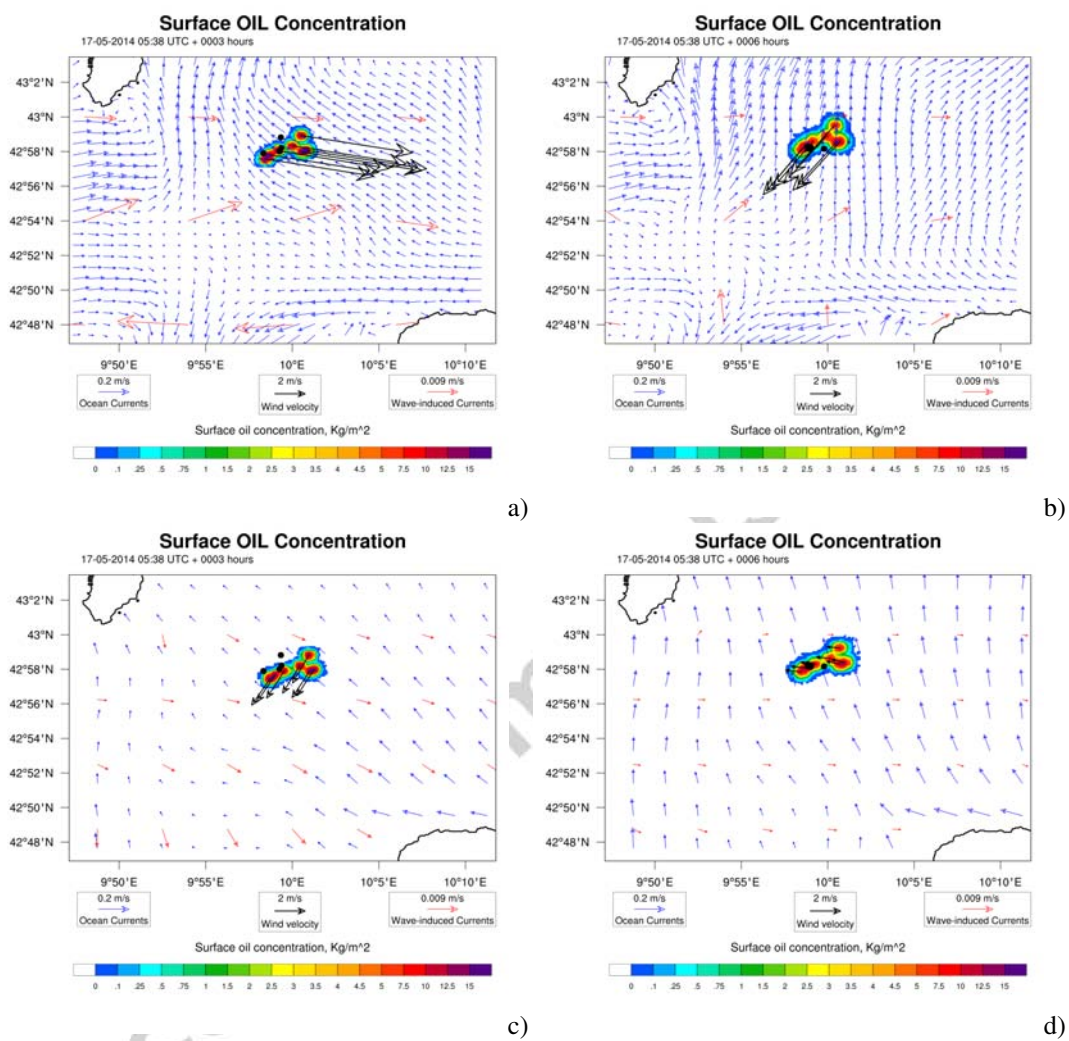 Surface OIL Concentration
17-05-2014 05:38 UTC + 0003 hours
43°2'N
43°N
42°58'N
42°56'N
42°54'N
42°52'N
42°50'N
42°48'N
9°50'E 9°55'E 10°E 10°5'E 10°10'E
0.2 m/s 2 m/s 0.009 m/s
Ocean Currents Wind velocity Wave-induced Currents
Surface oil concentration, Kg/m^2
0 .1 .25 .5 .75 1 1.5 2 2.5 3 3.5 4 4.5 5 7.5 10 12.5 15
a)
Surface OIL Concentration
17-05-2014 05:38 UTC + 0006 hours
43°2'N
43°N
42°58'N
42°56'N
42°54'N
42°52'N
42°50'N
42°48'N
9°50'E 9°55'E 10°E 10°5'E 10°10'E
0.2 m/s 2 m/s 0.009 m/s
Ocean Currents Wind velocity Wave-induced Currents
Surface oil concentration, Kg/m^2
0 .1 .25 .5 .75 1 1.5 2 2.5 3 3.5 4 4.5 5 7.5 10 12.5 15
b)
Surface OIL Concentration
17-05-2014 05:38 UTC + 0003 hours
43°2'N
43°N
42°58'N
42°56'N
42°54'N
42°52'N
42°50'N
42°48'N
9°50'E 9°55'E 10°E 10°5'E 10°10'E
0.2 m/s 2 m/s 0.009 m/s
Ocean Currents Wind velocity Wave-induced Currents
Surface oil concentration, Kg/m^2
0 .1 .25 .5 .75 1 1.5 2 2.5 3 3.5 4 4.5 5 7.5 10 12.5 15
c)
Surface OIL Concentration
17-05-2014 05:38 UTC + 0006 hours
43°2'N
43°N
42°58'N
42°56'N
42°54'N
42°52'N
42°50'N
42°48'N
9°50'E 9°55'E 10°E 10°5'E 10°10'E
0.2 m/s 2 m/s 0.009 m/s
Ocean Currents Wind velocity Wave-induced Currents
Surface oil concentration, Kg/m^2
0 .1 .25 .5 .75 1 1.5 2 2.5 3 3.5 4 4.5 5 7.5 10 12.5 15
d)